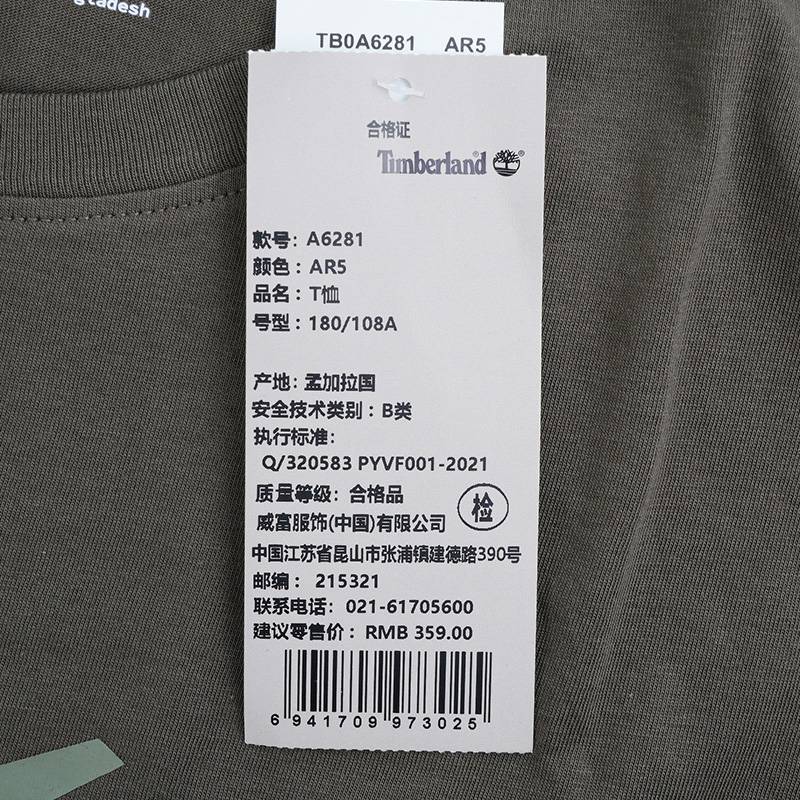 TB0A6281 AR5
合格证
Timberland®
款号: A6281
颜色: AR5
品名: T恤
号型: 180/108A
产地: 孟加拉国
安全技术类别: B类
执行标准:
Q/320583 PYVF001-2021
质量等级: 合格品
检
威富服饰(中国)有限公司
中国江苏省昆山市张浦镇建德路390号
邮编: 215321
联系电话: 021-61705600
建议零售价: RMB 359.00
6 941709 973025